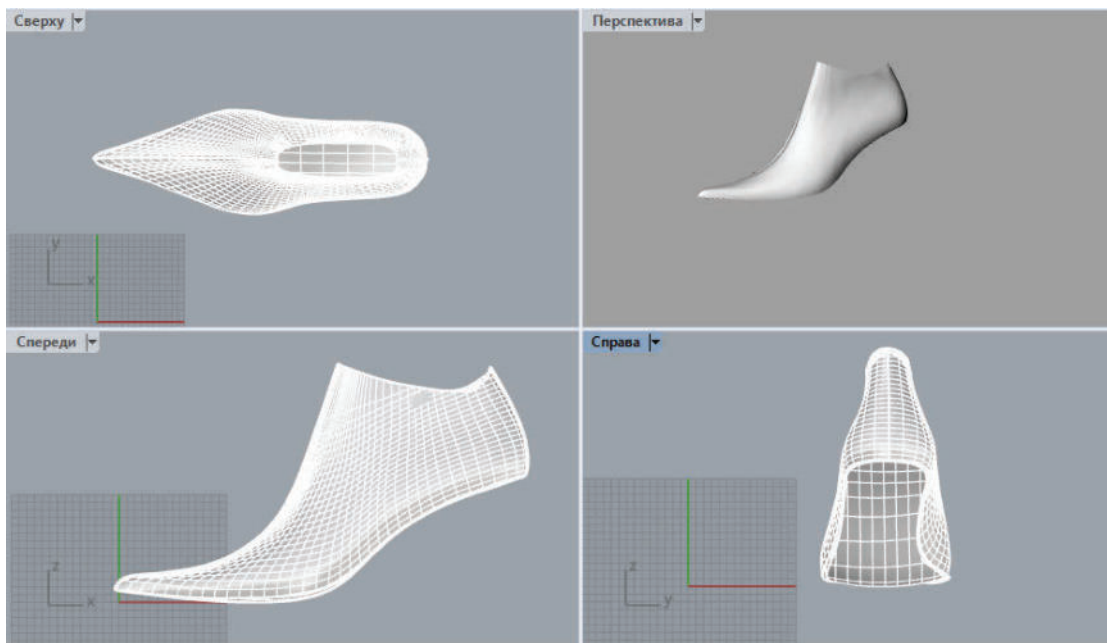 Сверху
Перспектива
y
x
Спереди
Справа
z
x
z
y